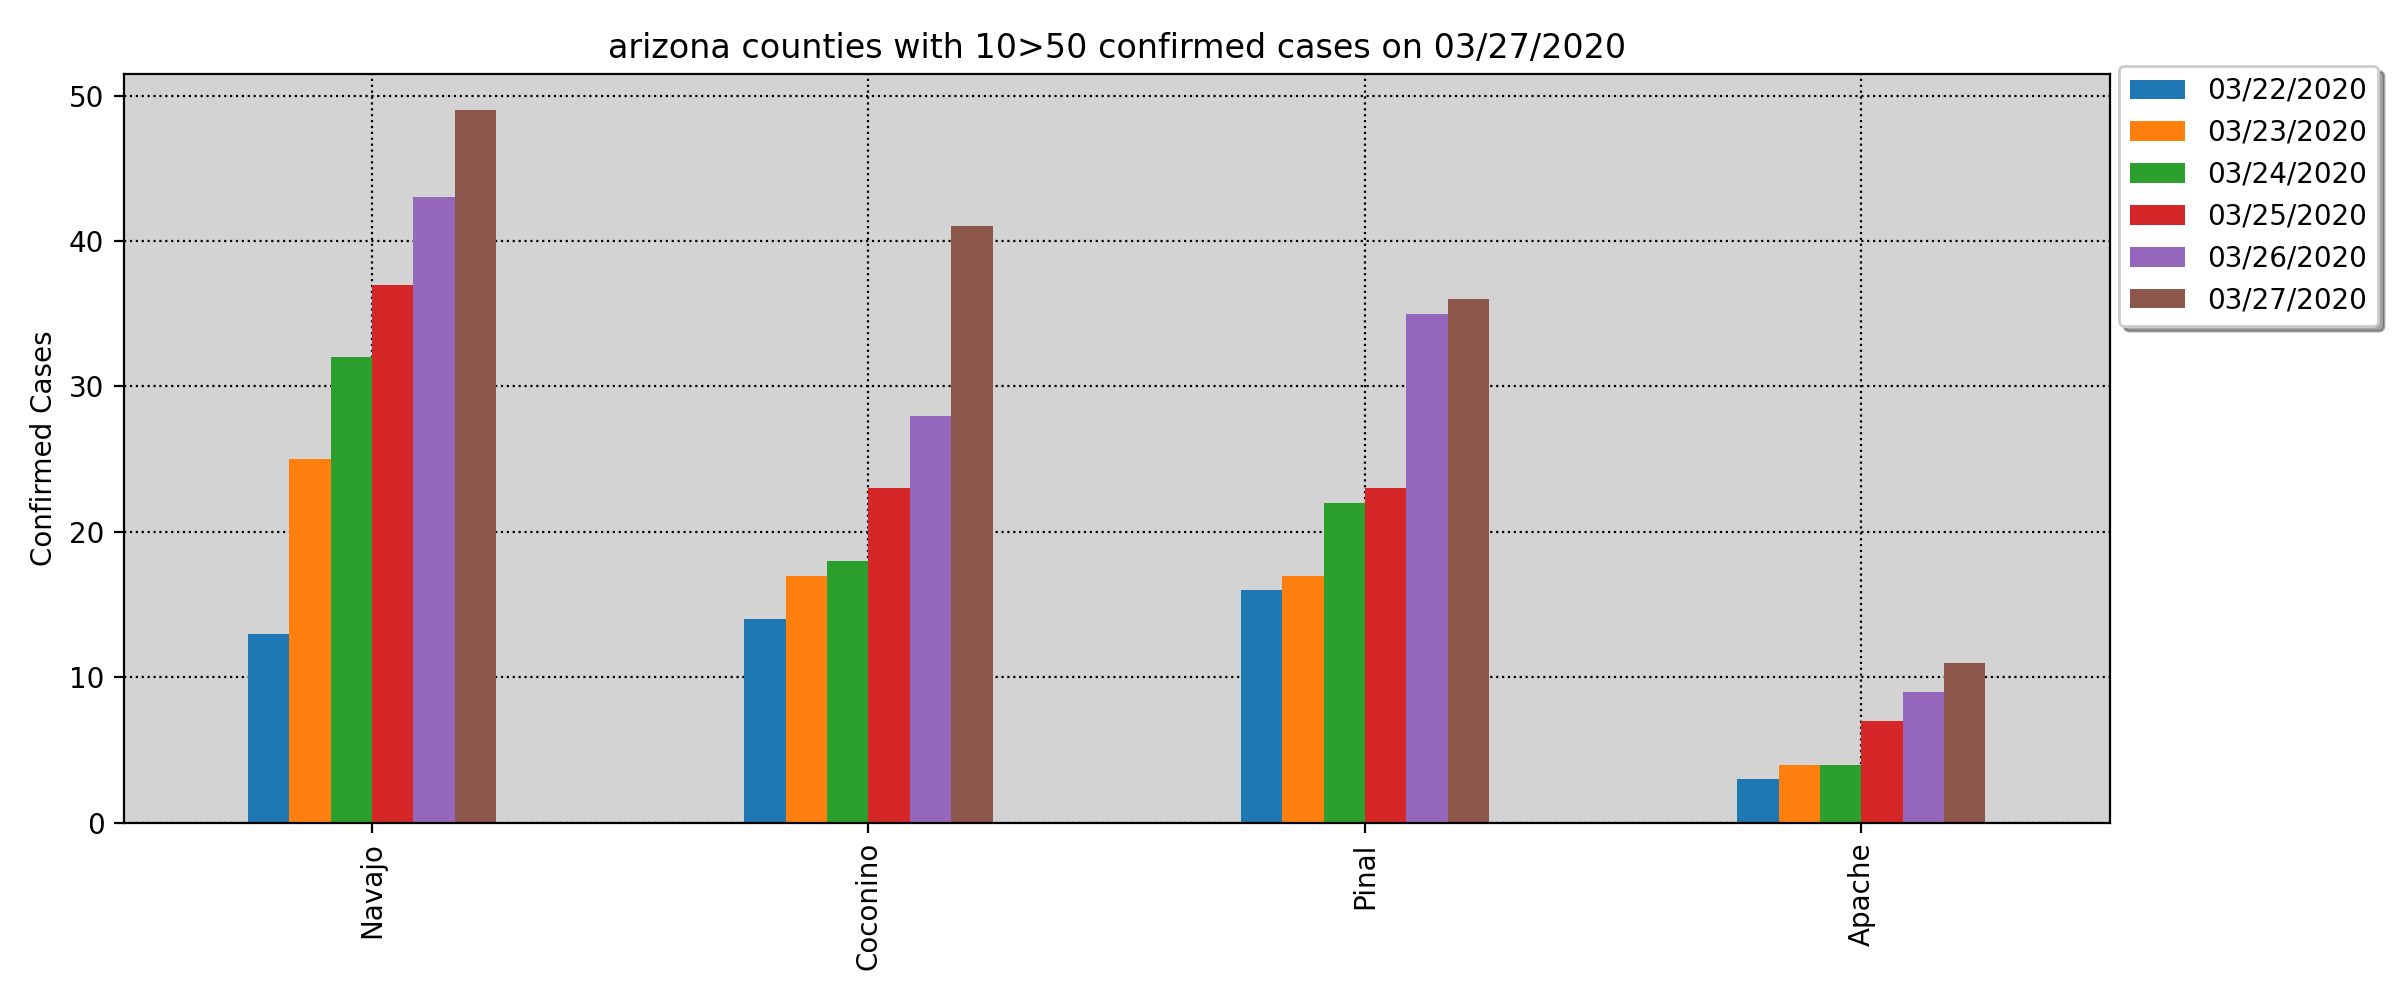 arizona counties with 10>50 confirmed cases on 03/27/2020
03/22/2020
03/23/2020
03/24/2020
03/25/2020
03/26/2020
03/27/2020
Confirmed Cases
50
40
30
20
10
0
Navajo
Coconino
Pinal
Apache